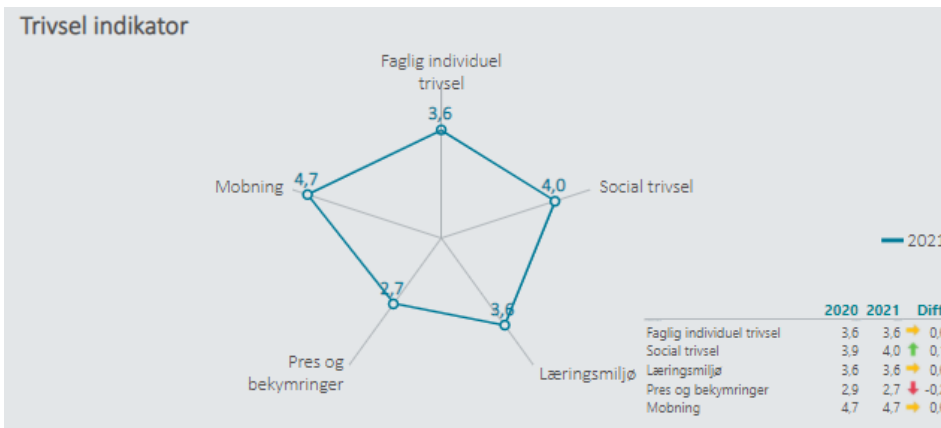 Trivsel indikator
Faglig individuel
trivsel
3,6
Mobning
4,7
4,0
Social trivsel
2021
2,7
3,6
Pres og
bekymringer
Læringsmiljø
2020 2021 Diff
Faglig individuel trivsel 3,6 3,6
Social trivsel 3,9 4,0
Læringsmiljø 3,6 3,6
Pres og bekymringer 2,9 2,7
Mobning 4,7 4,7